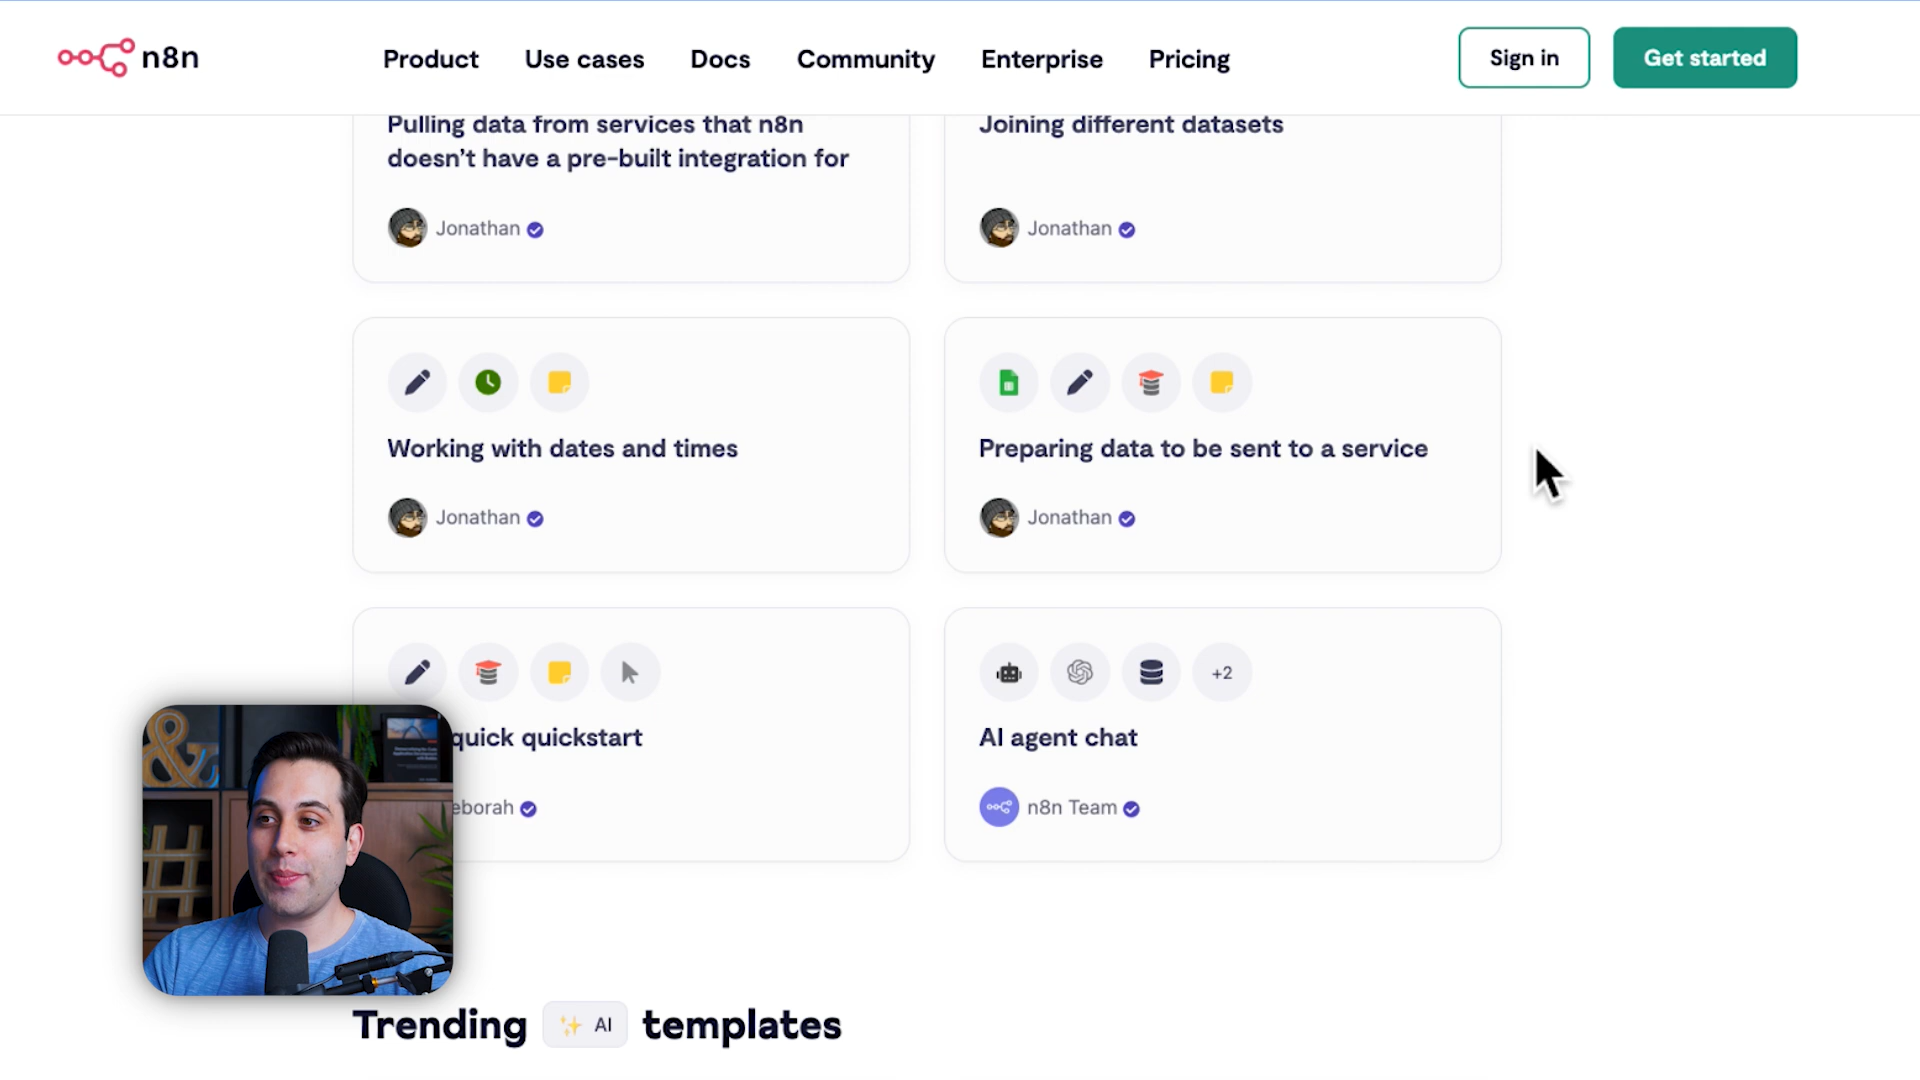 n8n
Product
Use cases
Docs
Community
Enterprise
Pricing
Sign in
Get started
Pulling data from services that n8n
doesn’t have a pre-built integration for
Jonathan
Joining different datasets
Jonathan
Working with dates and times
Jonathan
Preparing data to be sent to a service
Jonathan
quick quickstart
eborah
+2
AI agent chat
n8n Team
Trending AI templates